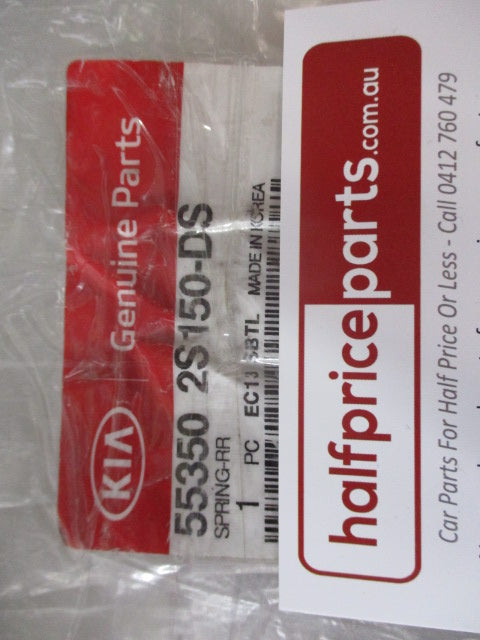 KIA Genuine Parts
55350 2S150-DS
SPRING-RR
1 PC MADE IN KOREA
halfpriceparts.com.au
Car Parts For Half Price Or Less - Call 0412 760 479